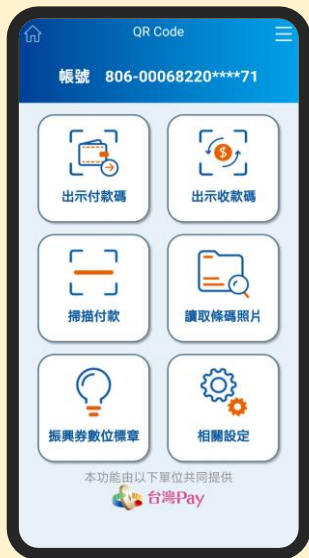 QR Code
帳號 806-00068220****71
出示付款碼
出示收款碼
掃描付款
讀取條碼照片
振興券數位標章
相關設定
本功能由以下單位共同提供
台灣Pay